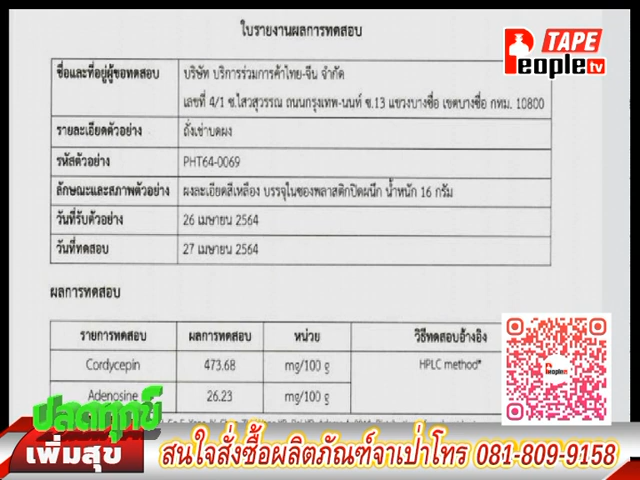 ใบรายงานผลการทดสอบ
TAPE
People tv
ชื่อและที่อยู่ผู้ขอทดสอบ บริษัท บริการร่วมการค้าไทย-จีน จำกัด
เลขที่ 4/1 ซ.ไสวสุวรรณ ถนนกรุงเทพ-นนท์ ซ.13 แขวงบางซื่อ เขตบางซื่อ กทม. 10800
รายละเอียดตัวอย่าง ถั่งเช่าบดผง
รหัสตัวอย่าง PHT64-0069
ลักษณะและสภาพตัวอย่าง ผงละเอียดสีเหลือง บรรจุในซองพลาสติกปิดผนึก น้ำหนัก 16 กรัม
วันที่รับตัวอย่าง 26 เมษายน 2564
วันที่ทดสอบ 27 เมษายน 2564
ผลการทดสอบ
รายการทดสอบ ผลการทดสอบ หน่วย วิธีทดสอบอ้างอิง
Cordycepin 473.68 mg/100 g HPLC method*
Adenosine 26.23 mg/100 g
People tv
ปลดทุกข์
เพิ่มสุข
สนใจสั่งซื้อผลิตภัณฑ์จาเป่าโทร 081-809-9158